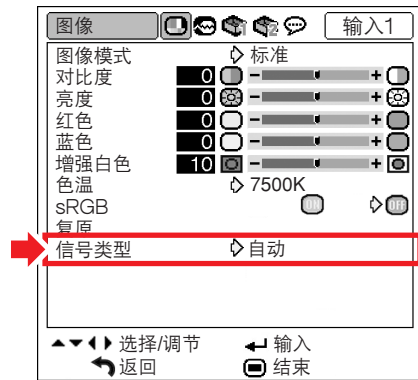 图像 输入1
图像模式 标准
对比度 0
亮度 0
红色 0
蓝色 0
增强白色 10
色温 7500K
sRGB ON OFF
复原
信号类型 自动
选择/调节 输入
返回 结束